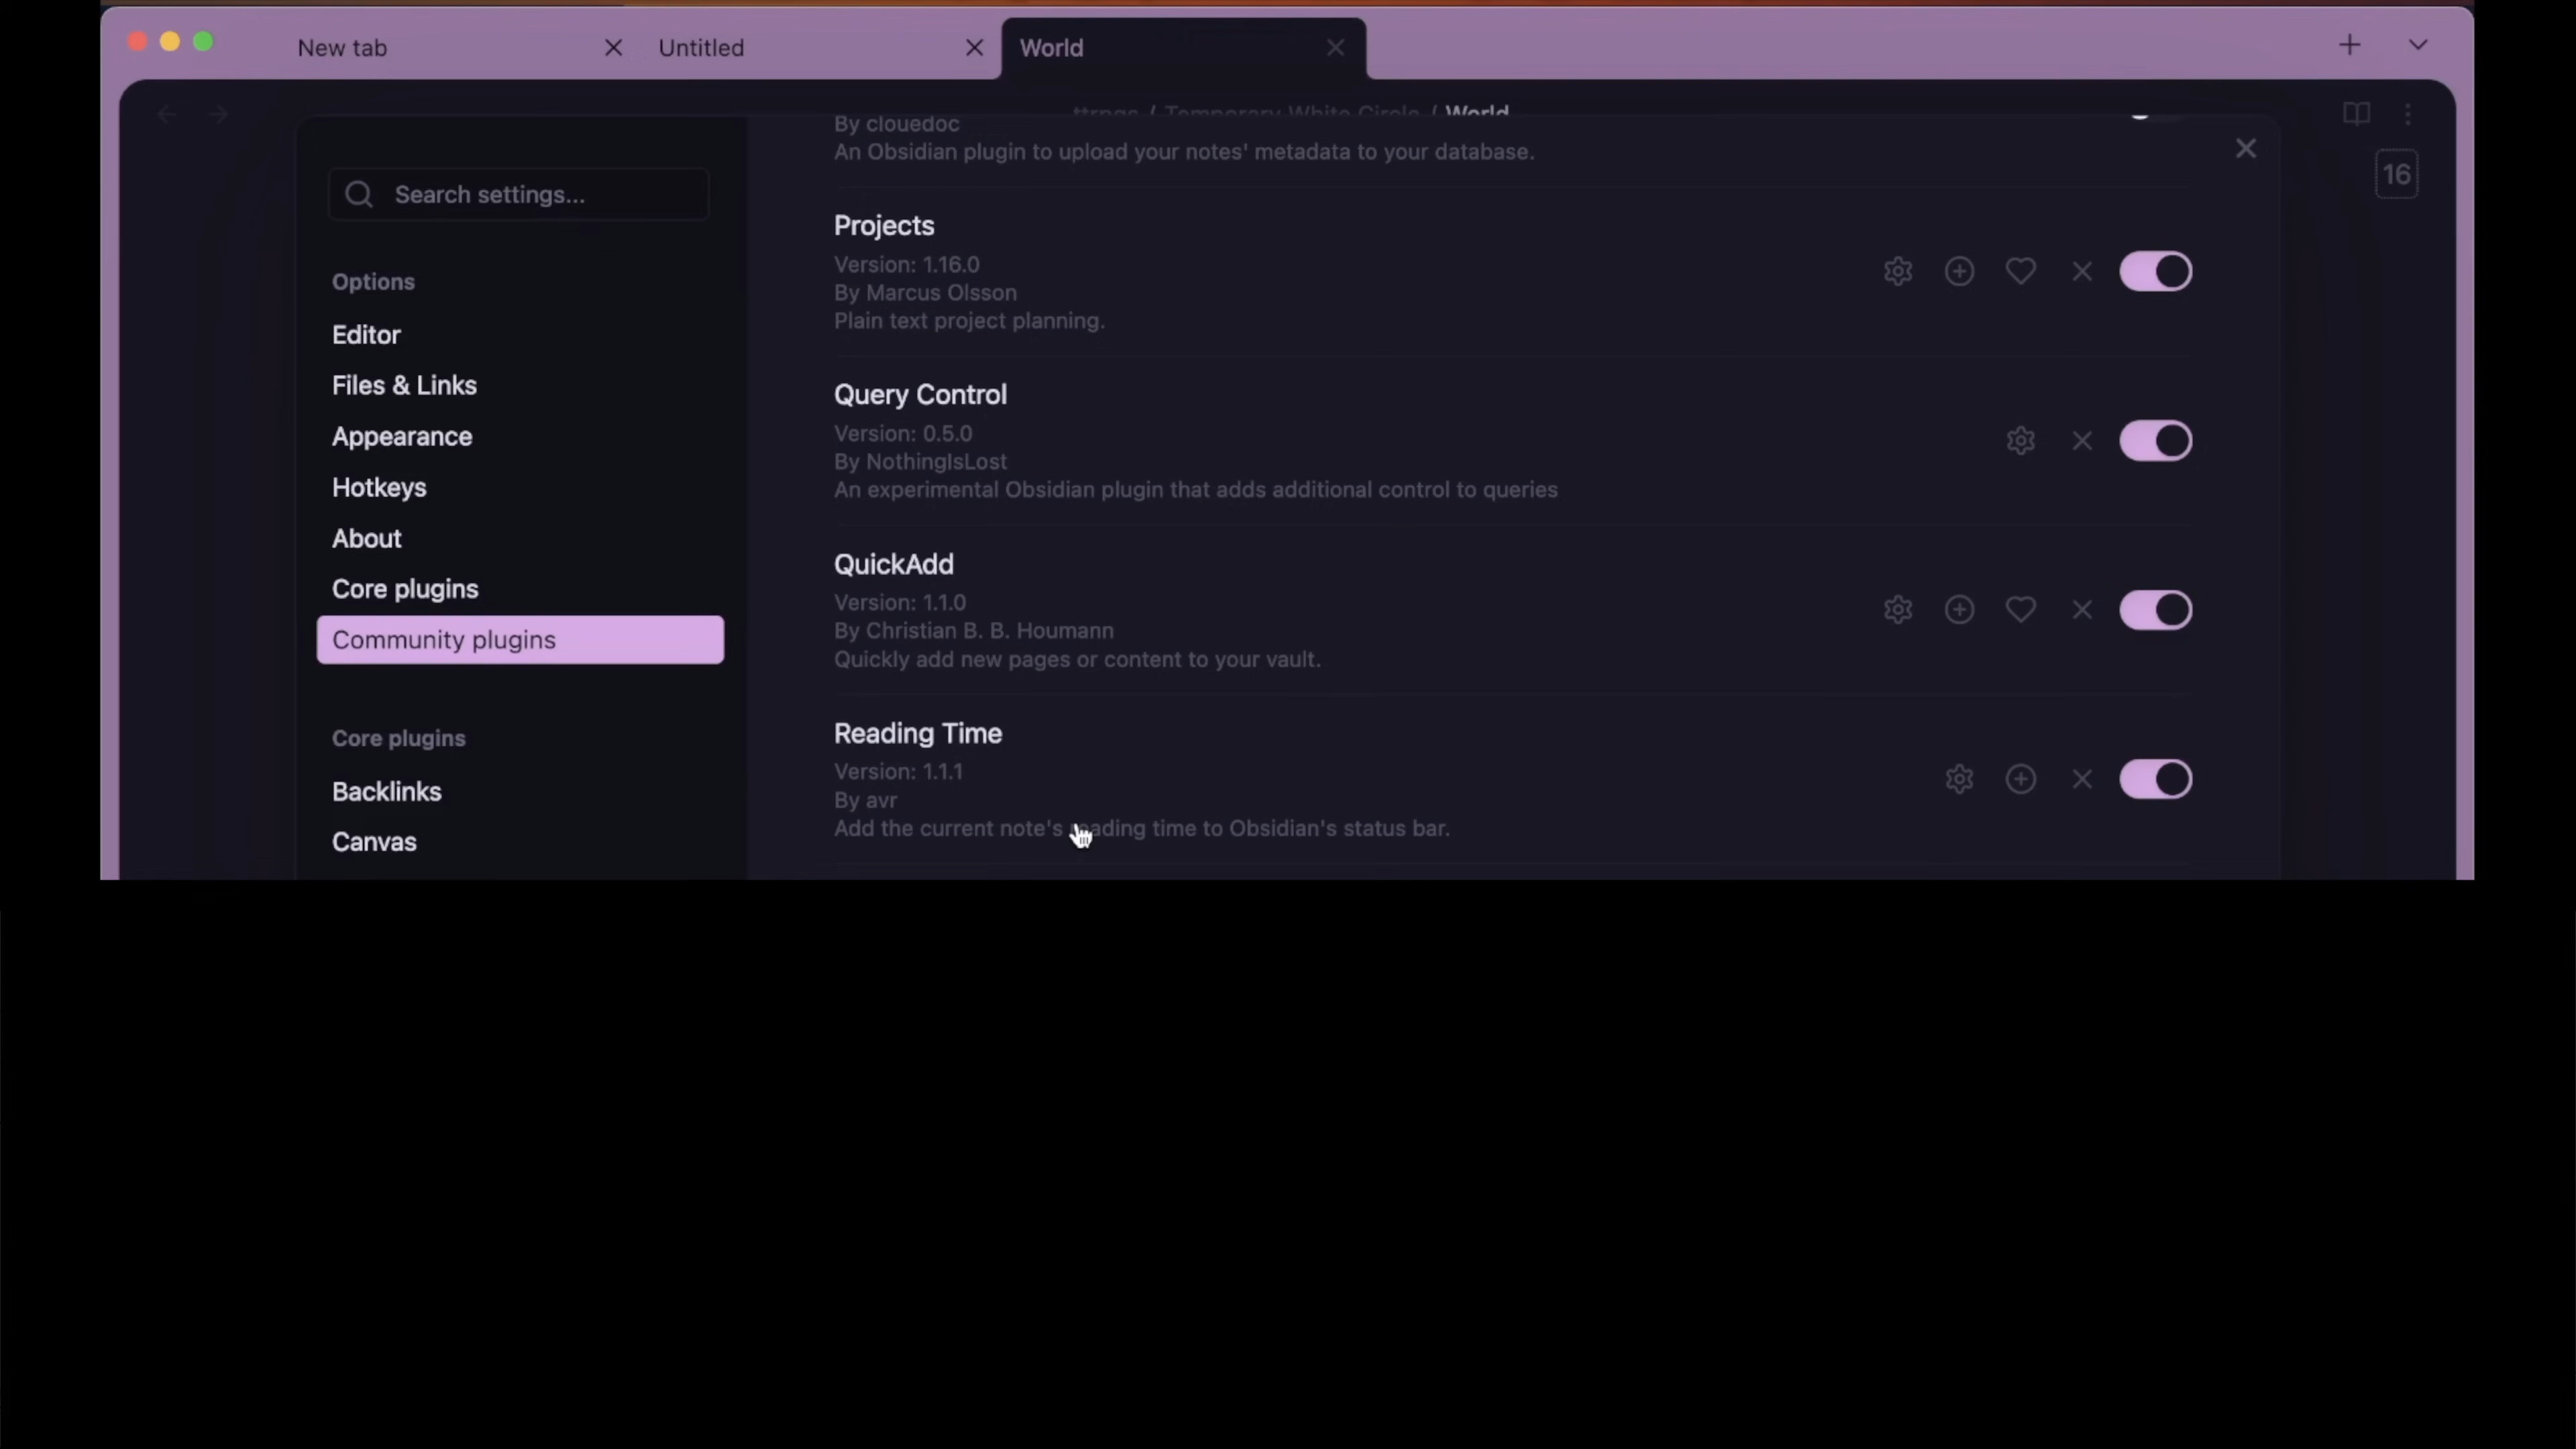 New tab
Untitled
World
ttrpgs / Temporary White Circle / World
16
Search settings...
Options
Editor
Files & Links
Appearance
Hotkeys
About
Core plugins
Community plugins
Core plugins
Backlinks
Canvas
By clouedoc
An Obsidian plugin to upload your notes' metadata to your database.
Projects
Version: 1.16.0
By Marcus Olsson
Plain text project planning.
Query Control
Version: 0.5.0
By NothingIsLost
An experimental Obsidian plugin that adds additional control to queries
QuickAdd
Version: 1.1.0
By Christian B. B. Houmann
Quickly add new pages or content to your vault.
Reading Time
Version: 1.1.1
By avr
Add the current note's reading time to Obsidian's status bar.